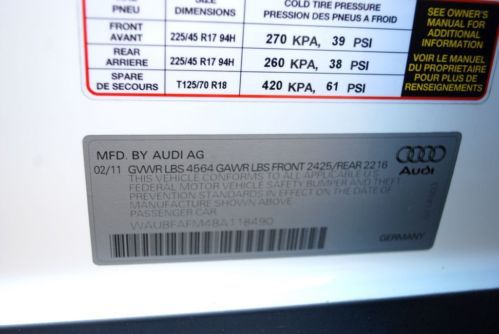 PNEU DIMENSIONS COLD TIRE PRESSURE
PRESSION DES PNEUS A FROID
FRONT
AVANT 225/45 R17 94H 270 KPA, 39 PSI
REAR
ARRIERE 225/45 R17 94H 260 KPA, 38 PSI
SPARE
DE SECOURS T125/70 R18 420 KPA, 61 PSI
SEE OWNER'S
MANUAL FOR
ADDITIONAL
INFORMATION
VOIR LE MANUEL
DU PROPRIETAIRE
POUR PLUS DE
RENSEIGNEMENTS
MFD. BY AUDI AG
02/11 GVWR LBS 4564 GAWR LBS FRONT 2425/REAR 2216
THIS VEHICLE CONFORMS TO ALL APPLICABLE U.S.
FEDERAL MOTOR VEHICLE SAFETY BUMPER AND THEFT
PREVENTION STANDARDS IN EFFECT ON THE DATE OF
MANUFACTURE SHOWN ABOVE.
PASSENGER CAR
WAUBFAFM4BA118490
Audi
GERMANY